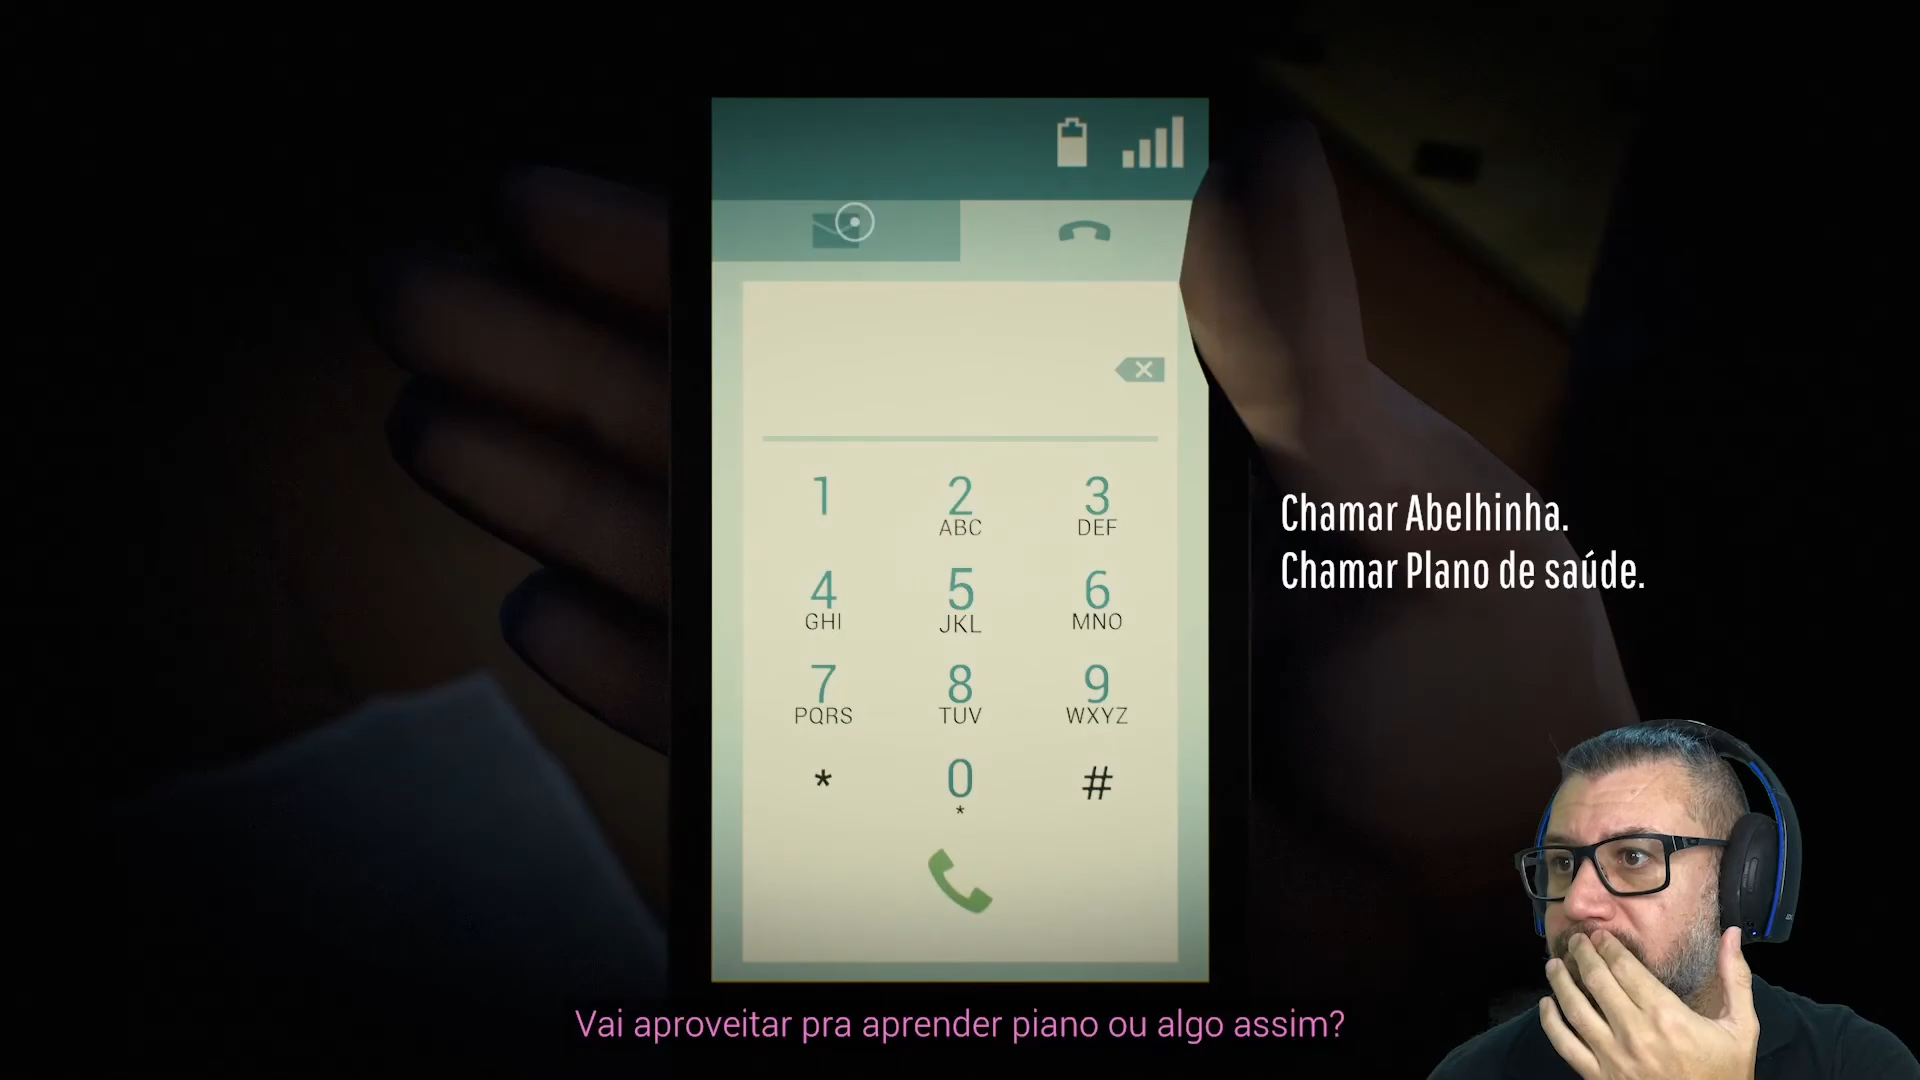 1 2 3
ABC DEF
4 5 6
GHI JKL MNO
7 8 9
PQRS TUV WXYZ
* 0 #
*
Chamar Abelhinha.
Chamar Plano de saúde.
Vai aproveitar pra aprender piano ou algo assim?